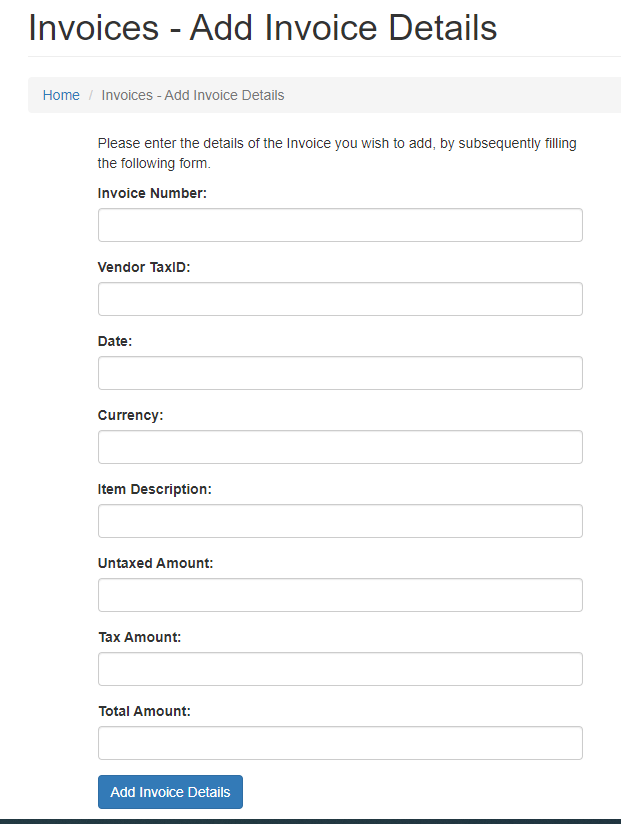 Invoices - Add Invoice Details
Home / Invoices - Add Invoice Details
Please enter the details of the Invoice you wish to add, by subsequently filling
the following form.
Invoice Number:
Vendor TaxID:
Date:
Currency:
Item Description:
Untaxed Amount:
Tax Amount:
Total Amount:
Add Invoice Details